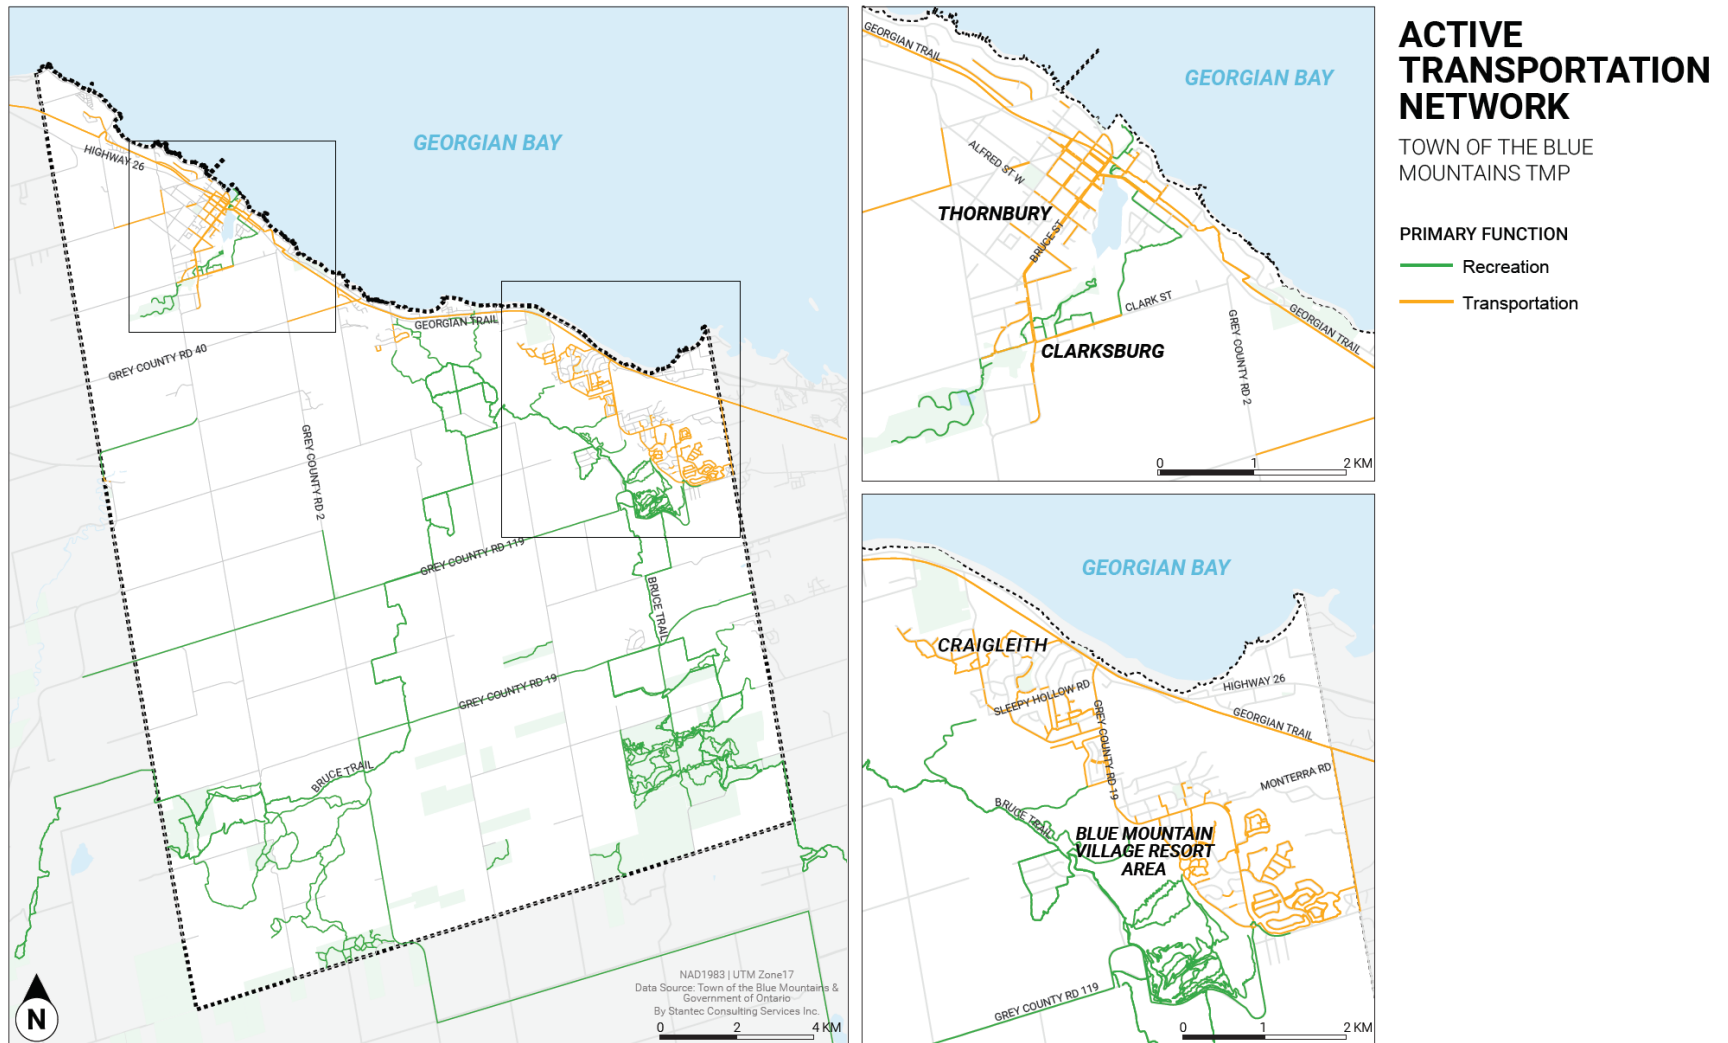 GEORGIAN BAY
HIGHWAY 26
GEORGIAN TRAIL
GREY COUNTY RD 40
GREY COUNTY RD 2
GREY COUNTY RD 119
BRUCE TRAIL
GREY COUNTY RD 19
BRUCE TRAIL
N
NAD1983 | UTM Zone17
Data Source: Town of the Blue Mountains &
Government of Ontario
By Stantec Consulting Services Inc.
0 2 4 KM
GEORGIAN TRAIL
GEORGIAN BAY
ALFRED ST W
THORNBURY
BRUCE ST
CLARK ST
GEORGIAN TRAIL
GREY COUNTY RD 2
CLARKSBURG
0 1 2 KM
GEORGIAN BAY
CRAIGLEITH
HIGHWAY 26
SLEEPY HOLLOW RD
GREY COUNTY RD 19
GEORGIAN TRAIL
MONTERRA RD
BRUCE TRAIL
BLUE MOUNTAIN
VILLAGE RESORT
AREA
GREY COUNTY RD 119
0 1 2 KM
ACTIVE
TRANSPORTATION
NETWORK
TOWN OF THE BLUE
MOUNTAINS TMP
PRIMARY FUNCTION
Recreation
Transportation